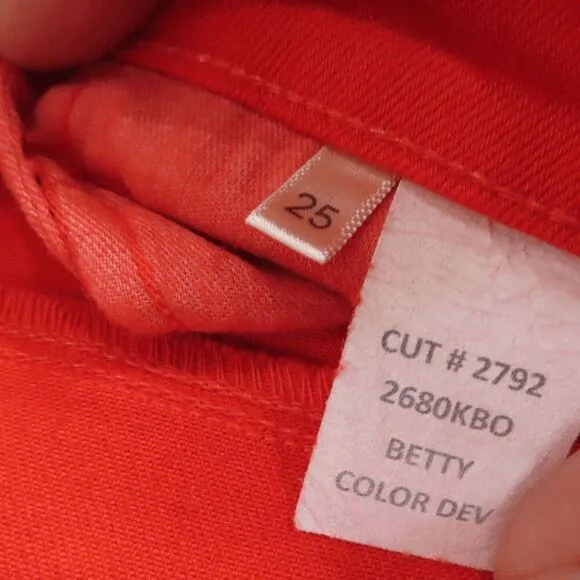 25
CUT # 2792
2680KBO
BETTY
COLOR DEV